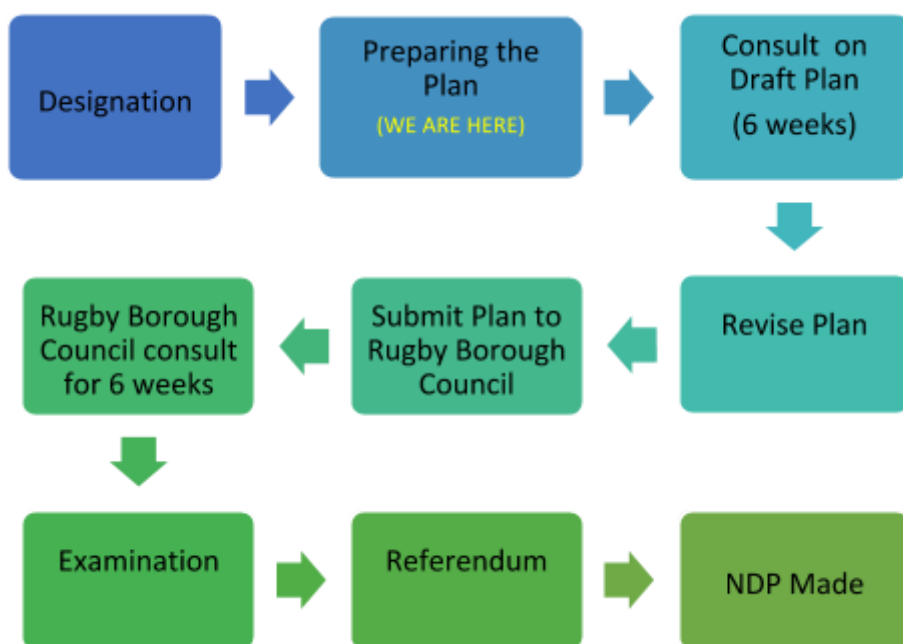 Designation
Preparing the
Plan
(WE ARE HERE)
Consult on
Draft Plan
(6 weeks)
Revise Plan
Submit Plan to
Rugby Borough
Council
Rugby Borough
Council consult
for 6 weeks
Examination
Referendum
NDP Made